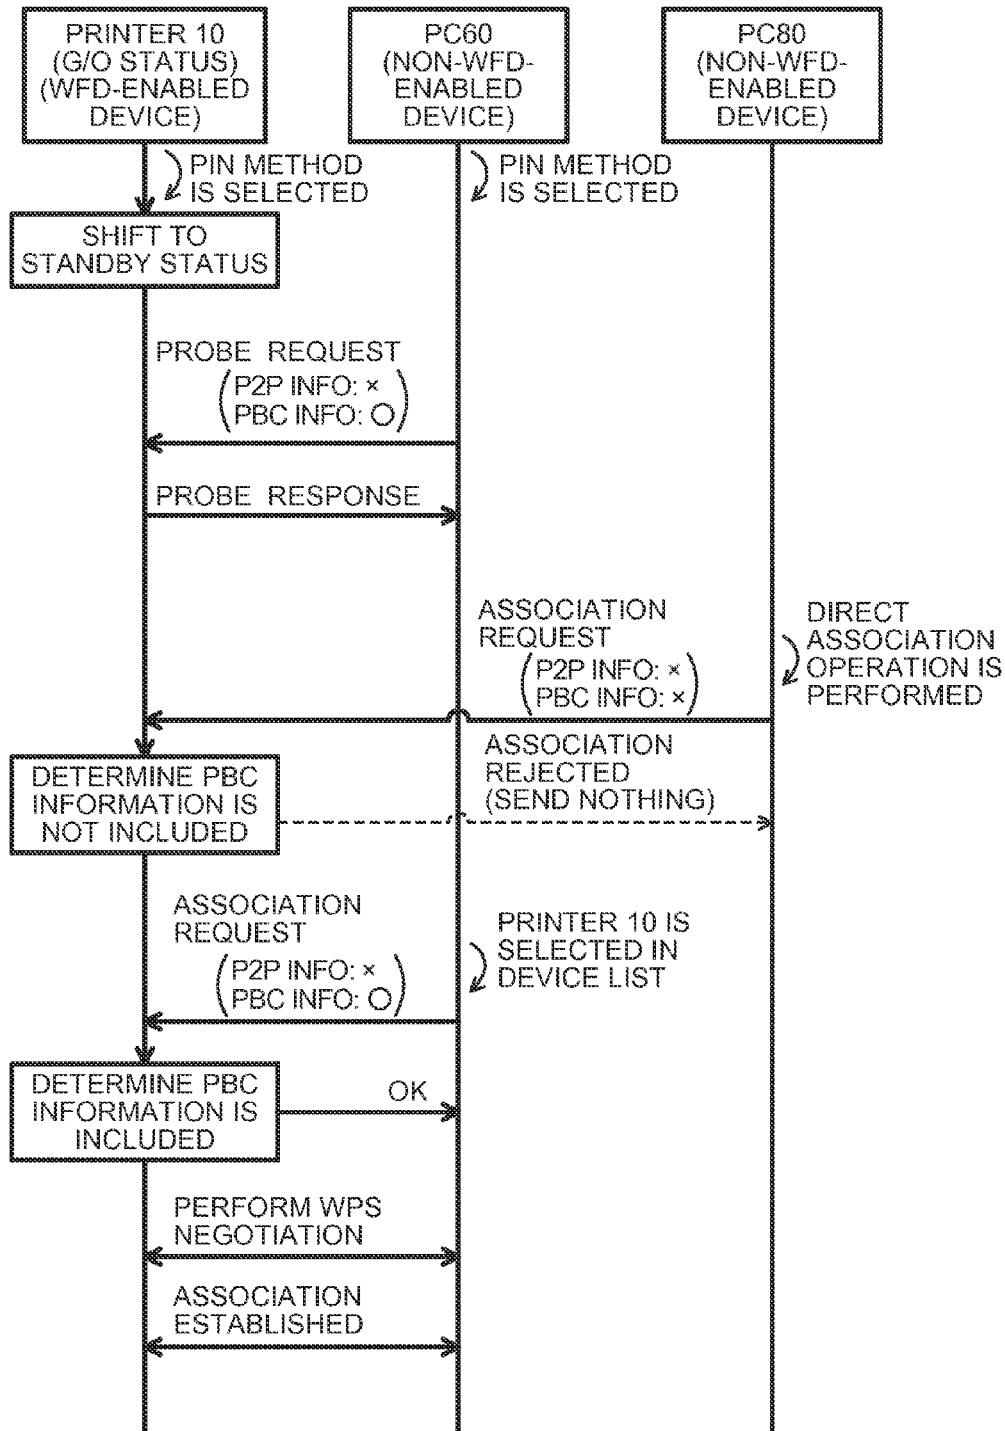 PRINTER 10
(G/O STATUS)
(WFD-ENABLED
DEVICE)
PC60
(NON-WFD-
ENABLED
DEVICE)
PC80
(NON-WFD-
ENABLED
DEVICE)
PIN METHOD
IS SELECTED
PIN METHOD
IS SELECTED
SHIFT TO
STANDBY STATUS
PROBE REQUEST
(P2P INFO: ×
PBC INFO: ○)
PROBE RESPONSE
ASSOCIATION
REQUEST
(P2P INFO: ×
PBC INFO: ×)
DIRECT
ASSOCIATION
OPERATION IS
PERFORMED
DETERMINE PBC
INFORMATION IS
NOT INCLUDED
ASSOCIATION
REJECTED
(SEND NOTHING)
ASSOCIATION
REQUEST
(P2P INFO: ×
PBC INFO: ○)
PRINTER 10 IS
SELECTED IN
DEVICE LIST
DETERMINE PBC
INFORMATION IS
INCLUDED
OK
PERFORM WPS
NEGOTIATION
ASSOCIATION
ESTABLISHED